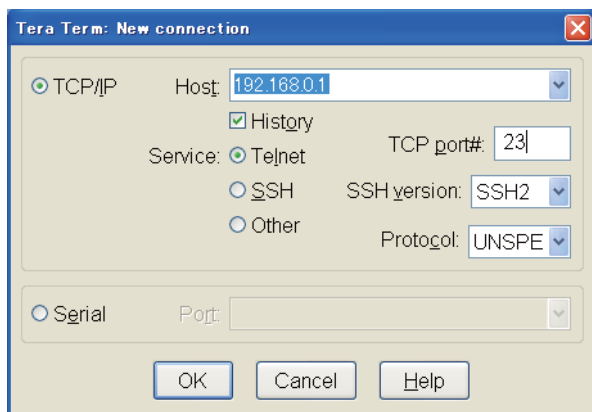 Tera Term: New connection
TCP/IP Host: 192.168.0.1
History
Service: Telnet TCP port#: 23
SSH SSH version: SSH2
Other Protocol: UNSPE
Serial Port:
OK Cancel Help